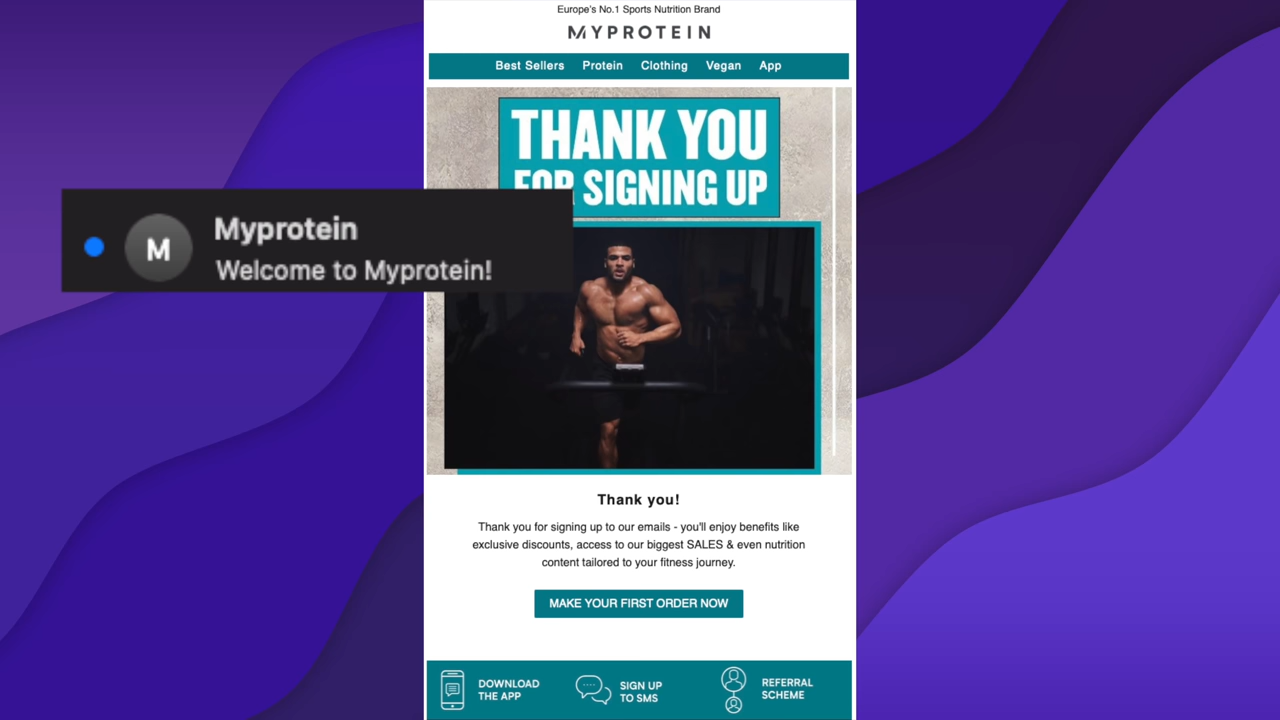 Europe's No.1 Sports Nutrition Brand
MYPROTEIN
Best Sellers Protein Clothing Vegan App
THANK YOU
FOR SIGNING UP
M
Myprotein
Welcome to Myprotein!
Thank you!
Thank you for signing up to our emails - you'll enjoy benefits like
exclusive discounts, access to our biggest SALES & even nutrition
content tailored to your fitness journey.
MAKE YOUR FIRST ORDER NOW
DOWNLOAD
THE APP
SIGN UP
TO SMS
REFERRAL
SCHEME